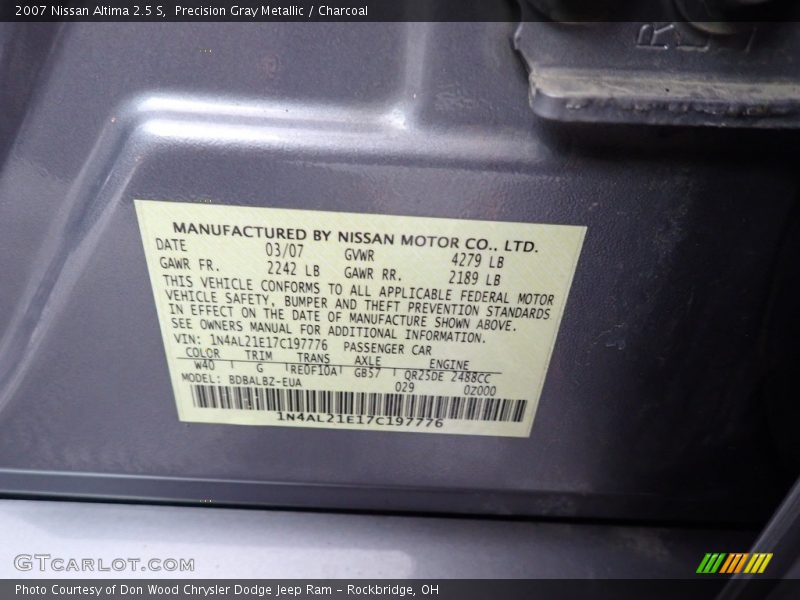 2007 Nissan Altima 2.5 S, Precision Gray Metallic / Charcoal
MANUFACTURED BY NISSAN MOTOR CO., LTD.
DATE 03/07 GVWR 4279 LB
GAWR FR. 2242 LB GAWR RR. 2189 LB
THIS VEHICLE CONFORMS TO ALL APPLICABLE FEDERAL MOTOR
VEHICLE SAFETY, BUMPER AND THEFT PREVENTION STANDARDS
IN EFFECT ON THE DATE OF MANUFACTURE SHOWN ABOVE.
SEE OWNERS MANUAL FOR ADDITIONAL INFORMATION.
VIN: 1N4AL21E17C197776 PASSENGER CAR
COLOR TRIM TRANS AXLE ENGINE
W40 G RE0F10A GB57 QR25DE 2488CC
MODEL: BDBALBZ-EUA 029 0Z000
1N4AL21E17C197776
GTCARLOT.COM
Photo Courtesy of Don Wood Chrysler Dodge Jeep Ram – Rockbridge, OH